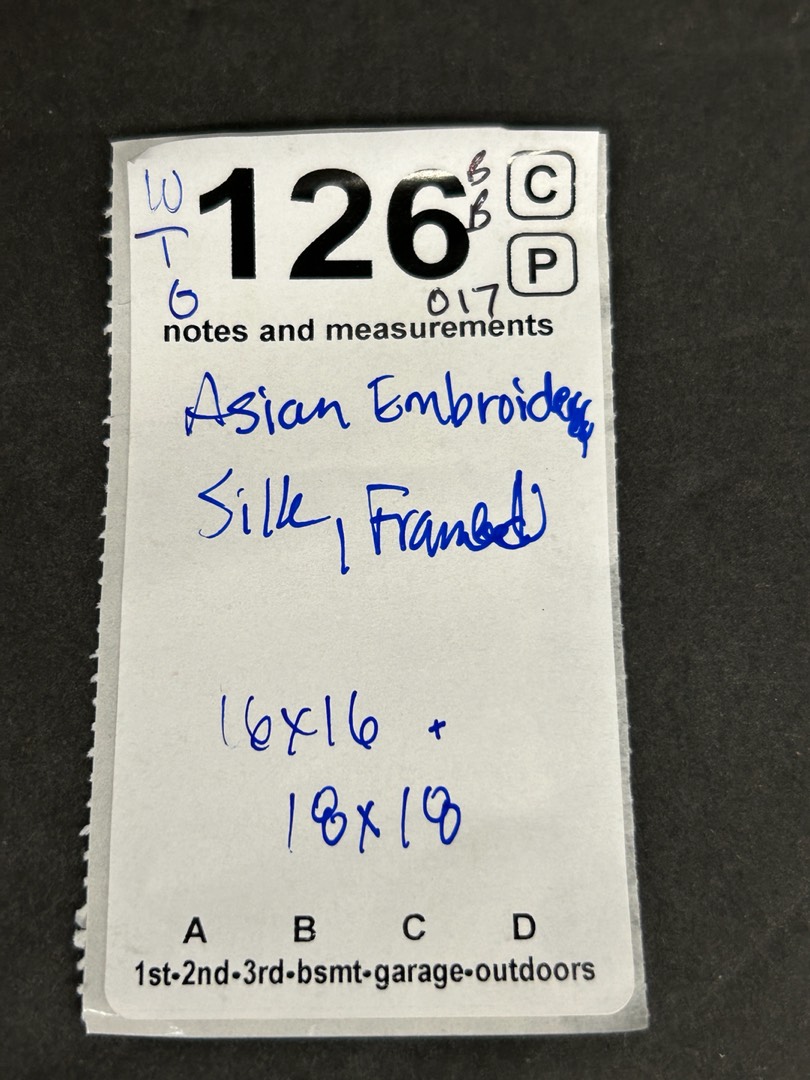 W
T
G
126
B
B
C
P
017
notes and measurements
Asian Embroidery
Silk, Framed
16x16 +
18x18
A B C D
1st•2nd•3rd•bsmt•garage•outdoors